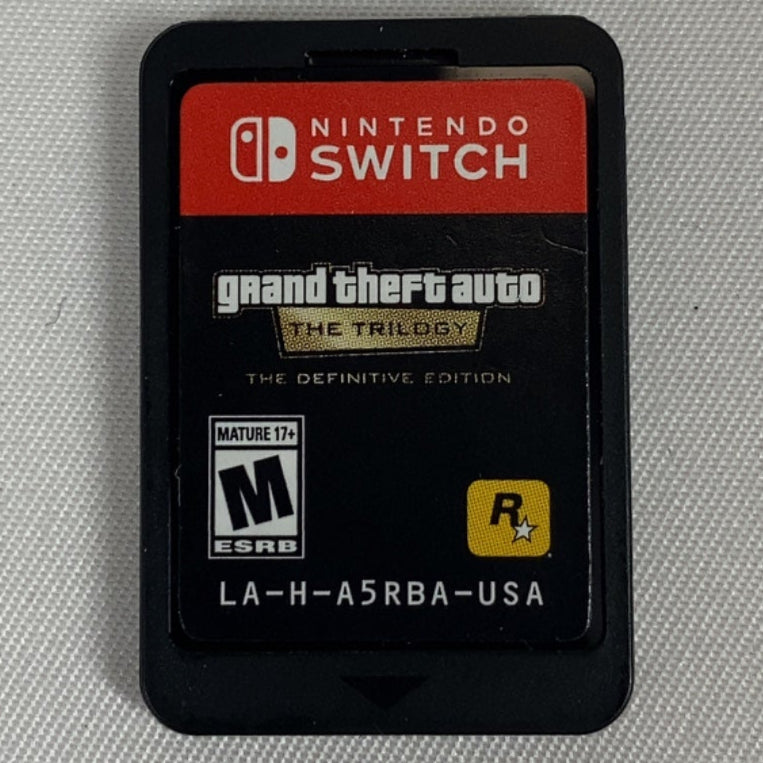 NINTENDO
SWITCH
grand theft auto
THE TRILOGY
THE DEFINITIVE EDITION
MATURE 17+
M
ESRB
R
LA-H-A5RBA-USA